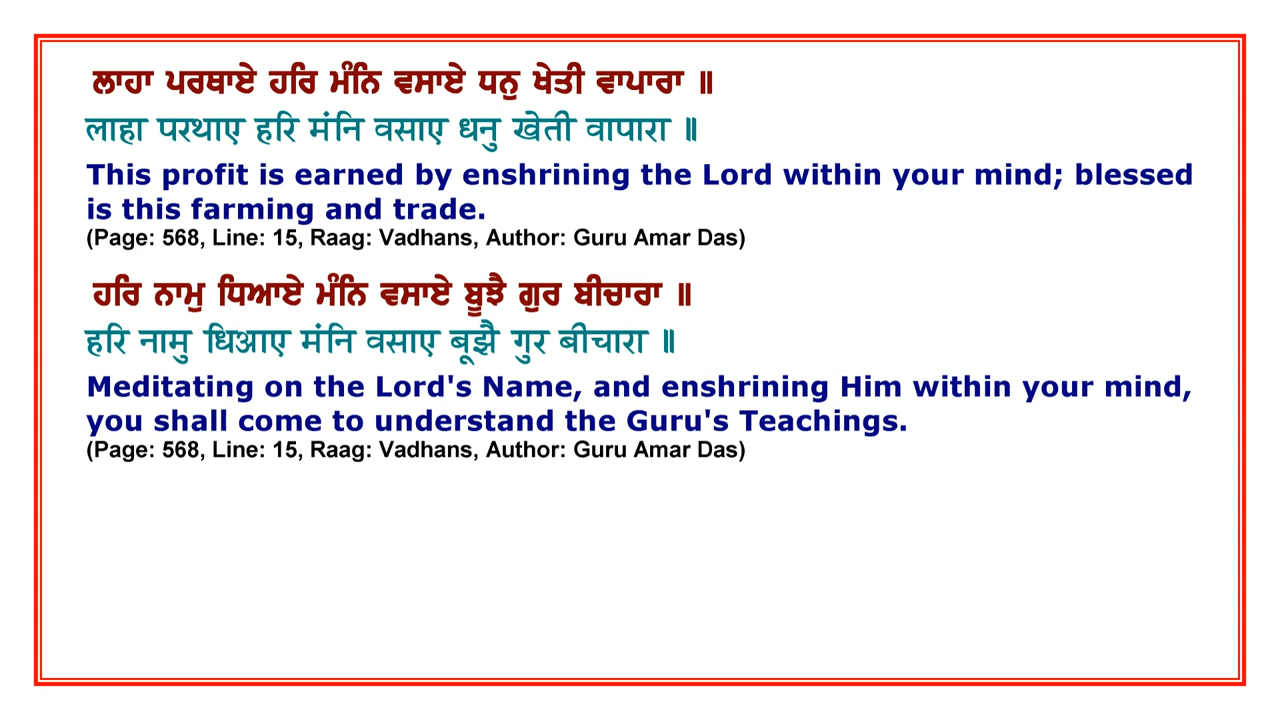 ਲਾਹਾ ਪਰਥਾਏ ਹਰਿ ਮੰਨਿ ਵਸਾਏ ਧਨੁ ਖੇਤੀ ਵਾਪਾਰਾ ॥
लाहा परथाए हरि मंनि वसाए धनु खेती वापारा ॥
This profit is earned by enshrining the Lord within your mind; blessed
is this farming and trade.
(Page: 568, Line: 15, Raag: Vadhans, Author: Guru Amar Das)
ਹਰਿ ਨਾਮੁ ਧਿਆਏ ਮੰਨਿ ਵਸਾਏ ਬੂਝੈ ਗੁਰ ਬੀਚਾਰਾ ॥
हरि नामु धिआए मंनि वसाए बूझै गुर बीचारा ॥
Meditating on the Lord's Name, and enshrining Him within your mind,
you shall come to understand the Guru's Teachings.
(Page: 568, Line: 15, Raag: Vadhans, Author: Guru Amar Das)